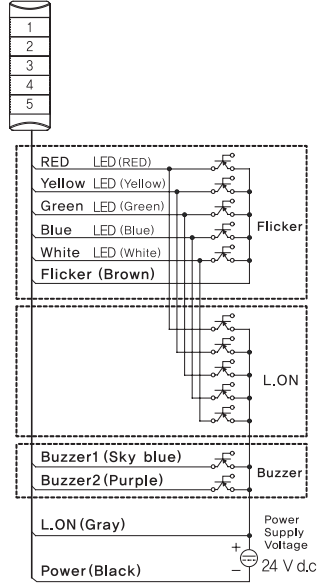 1
2
3
4
5
RED LED (RED)
Yellow LED (Yellow)
Green LED (Green)
Blue LED (Blue)
White LED (White)
Flicker (Brown)
Flicker
L.ON
Buzzer1 (Sky blue)
Buzzer2 (Purple)
Buzzer
L.ON (Gray)
Power
Supply
Voltage
+
−
24 V d.c
Power (Black)